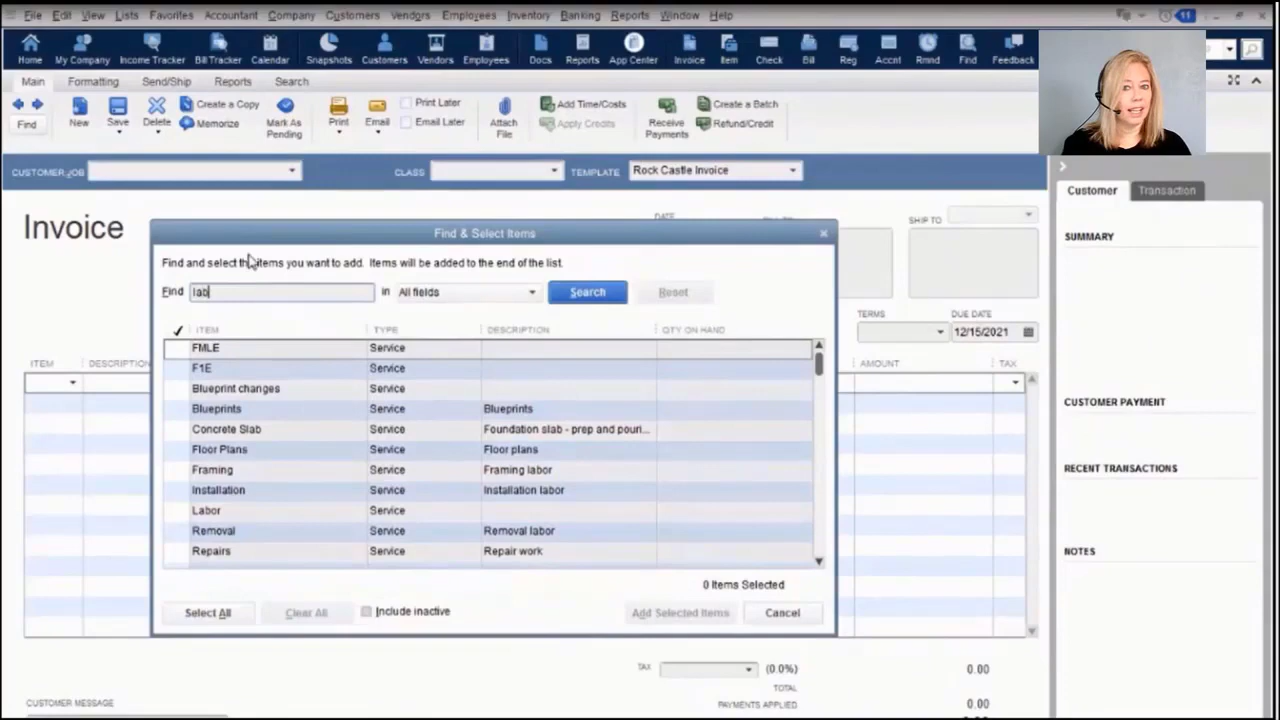 File Edit View Lists Favorites Accountant Company Customers Vendors Employees Inventory Banking Reports Window Help
11
Home My Company Income Tracker Bill Tracker Calendar Snapshots Customers Vendors Employees Docs Reports App Center Invoice Item Check Bill Reg Accnt Rmnd Find Feedback
Main Formatting Send/Ship Reports Search
Find New Save Delete Create a Copy Memorize Mark As Pending Print Email Print Later Email Later Attach File Add Time/Costs Apply Credits Receive Payments Create a Batch Refund/Credit
CUSTOMER:JOB CLASS TEMPLATE Rock Castle Invoice
Customer Transaction
Invoice
DATE
SHIP TO
SUMMARY
Find & Select Items
Find and select the items you want to add. Items will be added to the end of the list.
Find lab in All fields Search Reset
TERMS DUE DATE
12/15/2021
✓ ITEM TYPE DESCRIPTION QTY ON HAND
FMLE Service
F1E Service
Blueprint changes Service
Blueprints Service Blueprints
Concrete Slab Service Foundation slab - prep and pouri...
Floor Plans Service Floor plans
Framing Service Framing labor
Installation Service Installation labor
Labor Service
Removal Service Removal labor
Repairs Service Repair work
0 Items Selected
Select All Clear All Include inactive Add Selected Items Cancel
ITEM DESCRIPTION AMOUNT TAX
CUSTOMER PAYMENT
RECENT TRANSACTIONS
NOTES
TAX (0.0%) 0.00
TOTAL
CUSTOMER MESSAGE PAYMENTS APPLIED 0.00